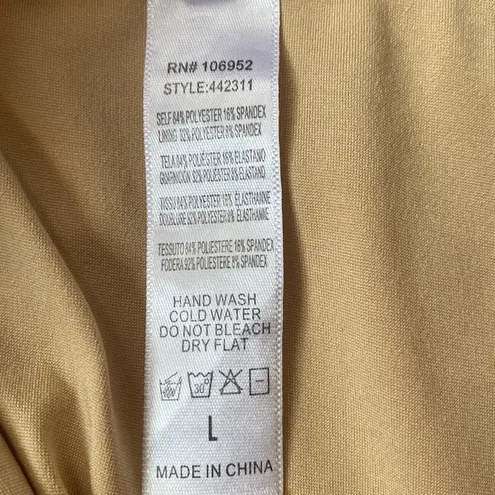 RN# 106952
STYLE:442311
SELF 84% POLYESTER 16% SPANDEX
LINING 92% POLYESTER 8% SPANDEX
TELA 84% POLIESTER 16% ELASTANO
GUARNICION 92% POLIESTER 8% ELASTANO
TISSU 84% POLYESTER 16% ÉLASTHANNE
DOUBLURE 92% POLYESTER 8% ÉLASTHANNE
TESSUTO 84% POLIESTERE 16% SPANDEX
FODERA 92% POLIESTERE 8% SPANDEX
HAND WASH
COLD WATER
DO NOT BLEACH
DRY FLAT
30°
L
MADE IN CHINA